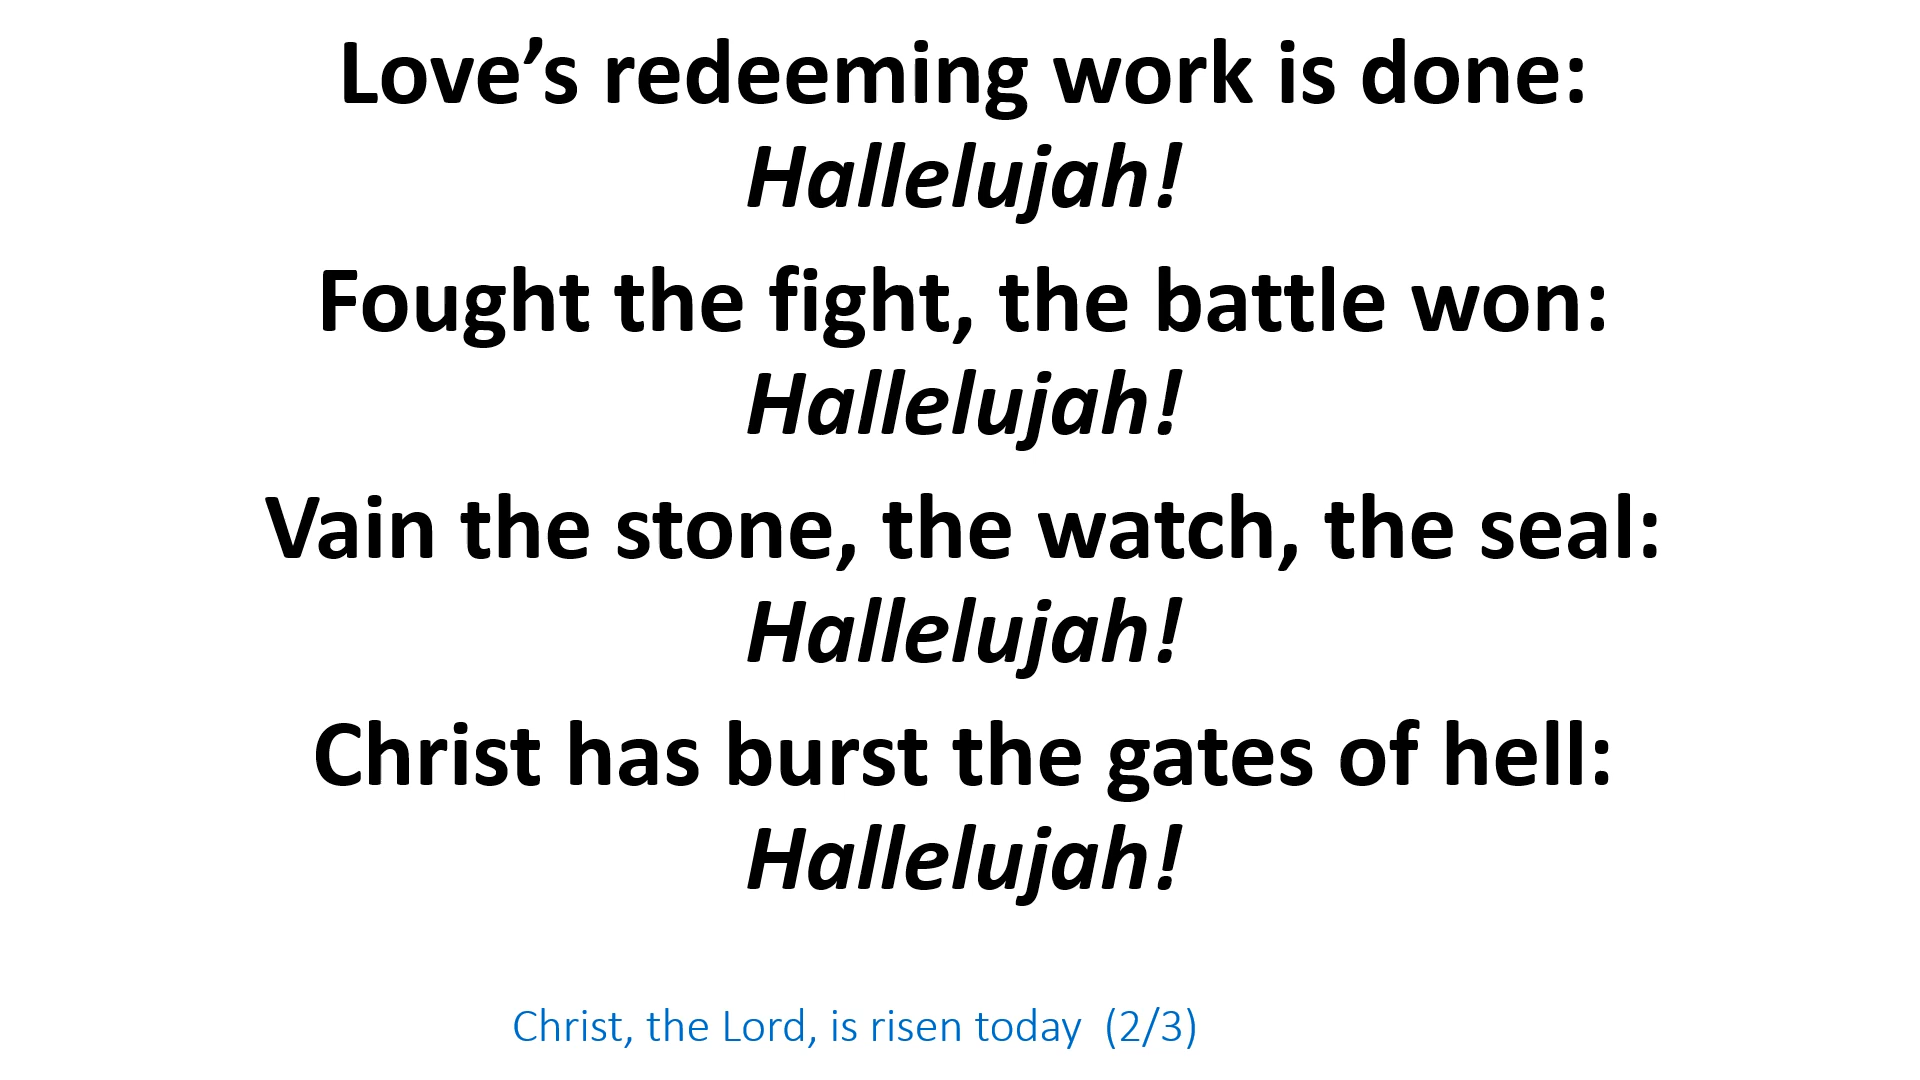 Love’s redeeming work is done:
Hallelujah!
Fought the fight, the battle won:
Hallelujah!
Vain the stone, the watch, the seal:
Hallelujah!
Christ has burst the gates of hell:
Hallelujah!
Christ, the Lord, is risen today  (2/3)